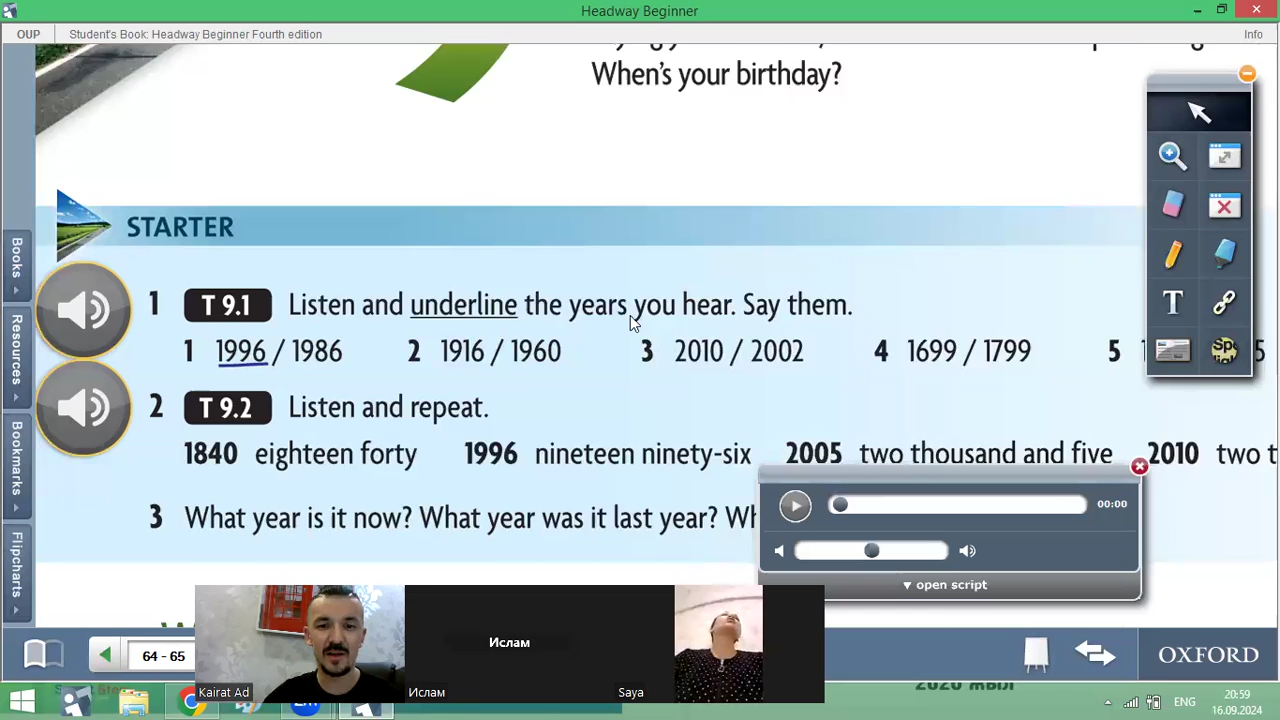 Headway Beginner
OUP Student's Book: Headway Beginner Fourth edition Info
When's your birthday?
STARTER
1 T 9.1 Listen and underline the years you hear. Say them.
1 1996 / 1986 2 1916 / 1960 3 2010 / 2002 4 1699 / 1799 5
2 T 9.2 Listen and repeat.
1840 eighteen forty 1996 nineteen ninety-six 2005 two thousand and five 2010 two t
3 What year is it now? What year was it last year?
Books
Resources
Bookmarks
Flipcharts
T
00:00
open script
Kairat Ad
Ислам
Ислам
Saya
64 - 65
OXFORD
ENG
20:59
16.09.2024